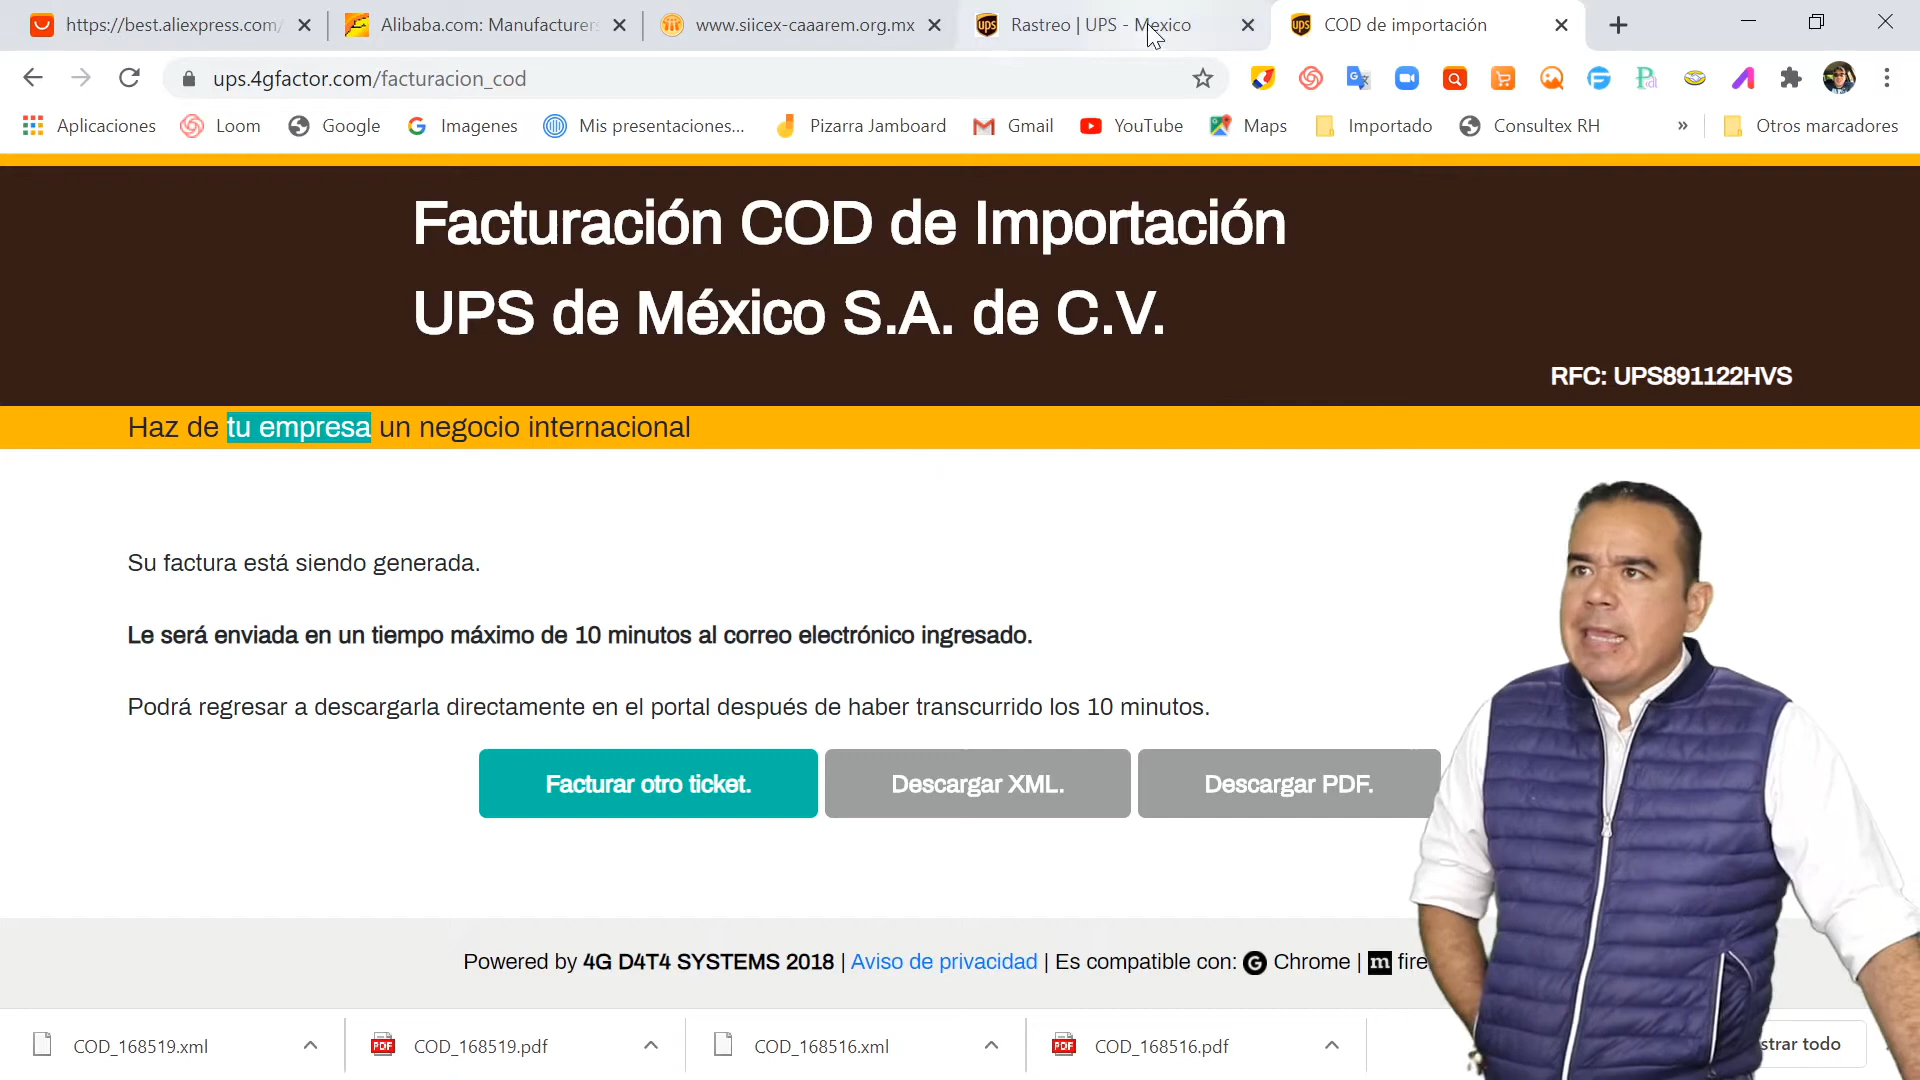 https://best.aliexpress.com/
Alibaba.com: Manufacturers
www.siicex-caaarem.org.mx
Rastreo | UPS - Mexico
COD de importación
ups.4gfactor.com/facturacion_cod
Aplicaciones
Loom
Google
Imagenes
Mis presentaciones...
Pizarra Jamboard
Gmail
YouTube
Maps
Importado
Consultex RH
»
Otros marcadores
Facturación COD de Importación
UPS de México S.A. de C.V.
RFC: UPS891122HVS
Haz de tu empresa un negocio internacional
Su factura está siendo generada.
Le será enviada en un tiempo máximo de 10 minutos al correo electrónico ingresado.
Podrá regresar a descargarla directamente en el portal después de haber transcurrido los 10 minutos.
Facturar otro ticket.
Descargar XML.
Descargar PDF.
Powered by 4G D4T4 SYSTEMS 2018 | Aviso de privacidad | Es compatible con: Chrome | fire
COD_168519.xml
COD_168519.pdf
COD_168516.xml
COD_168516.pdf
strar todo